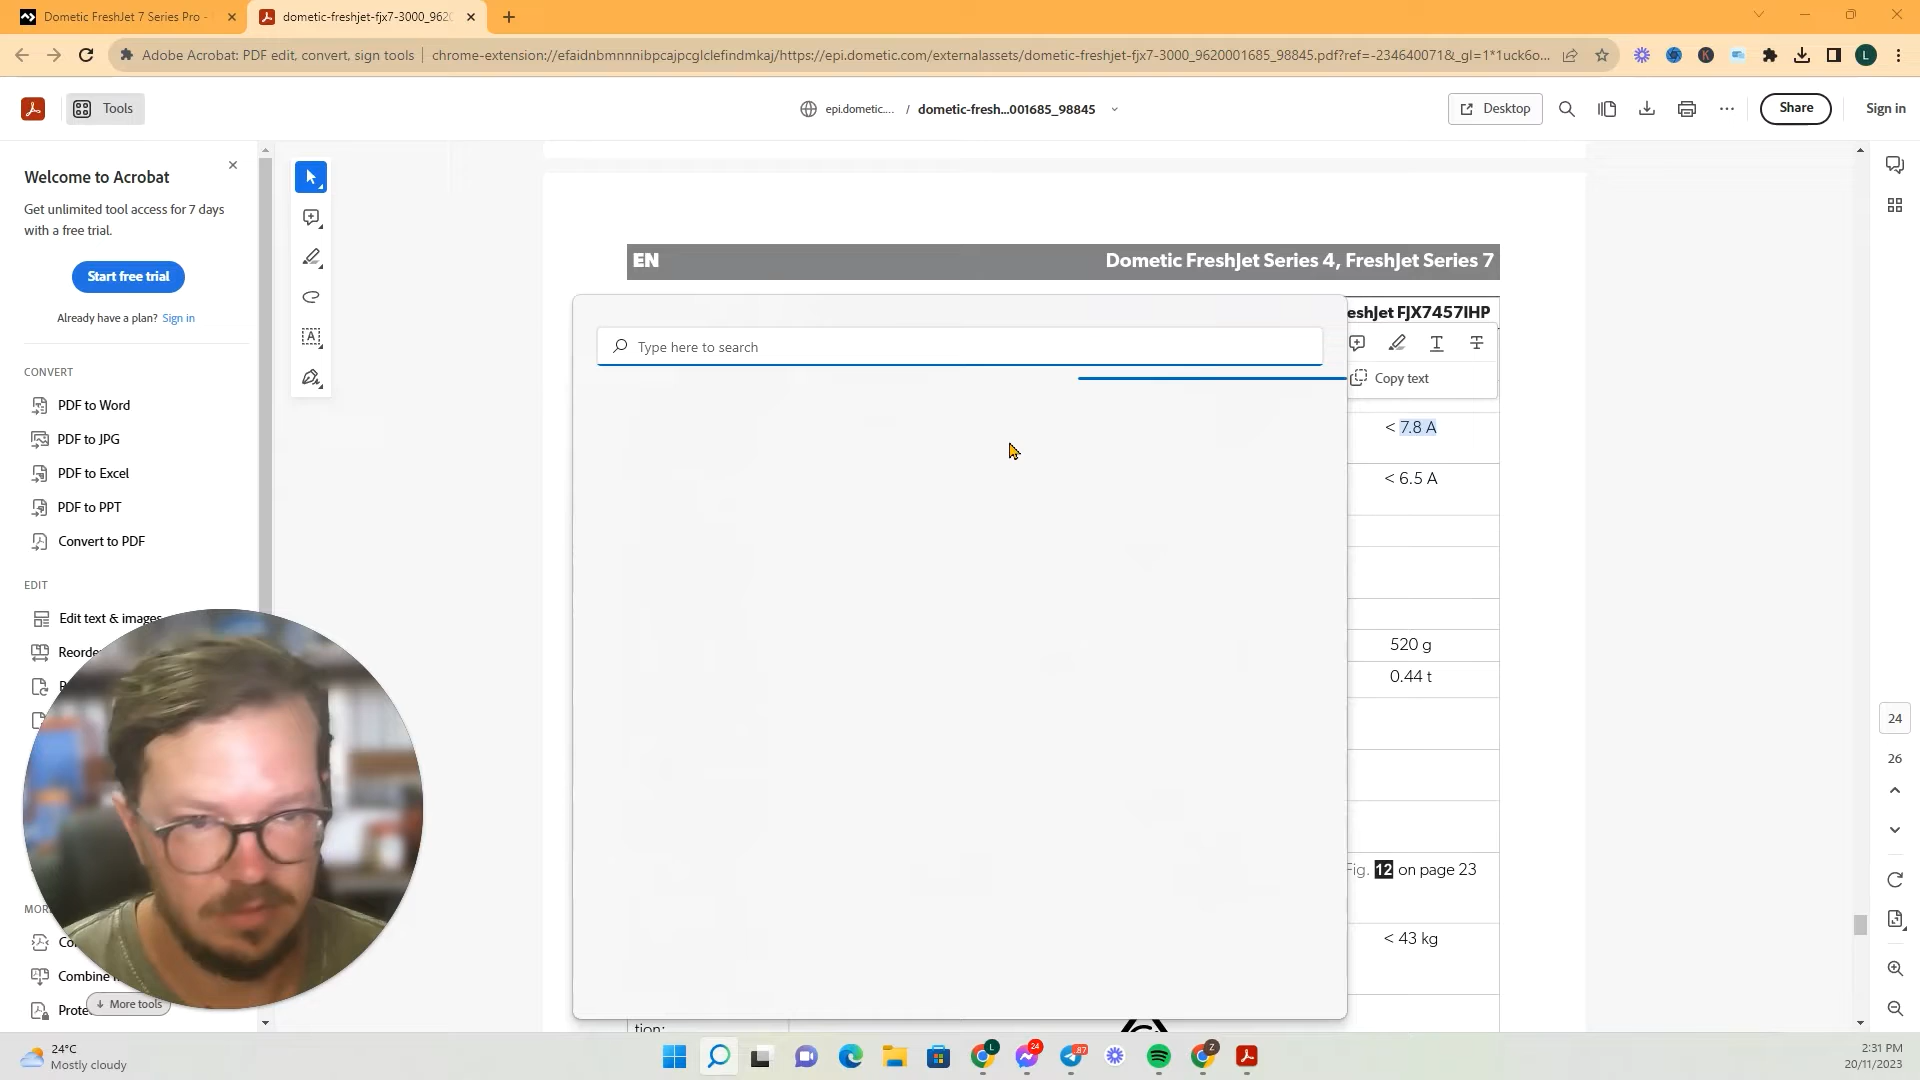 Dometic FreshJet 7 Series Pro -
dometic-freshjet-fjx7-3000_9620
Adobe Acrobat: PDF edit, convert, sign tools
chrome-extension://efaidnbmnnnibpcajpcglclefindmkaj/https://epi.dometic.com/externalassets/dometic-freshjet-fjx7-3000_9620001685_98845.pdf?ref=-234640071&_gl=1*1uck6o...
L
Tools
epi.dometic.... / dometic-fresh...001685_98845
Desktop
Share
Sign in
Welcome to Acrobat
Get unlimited tool access for 7 days
with a free trial.
Start free trial
Already have a plan? Sign in
CONVERT
PDF to Word
PDF to JPG
PDF to Excel
PDF to PPT
Convert to PDF
EDIT
Edit text & images
More tools
EN
Dometic FreshJet Series 4, FreshJet Series 7
eshJet FJX7457IHP
Type here to search
Copy text
< 7.8 A
< 6.5 A
520 g
0.44 t
Fig. 12 on page 23
< 43 kg
tion:
24
26
24°C
Mostly cloudy
L
24
87
Z
2:31 PM
20/11/2023